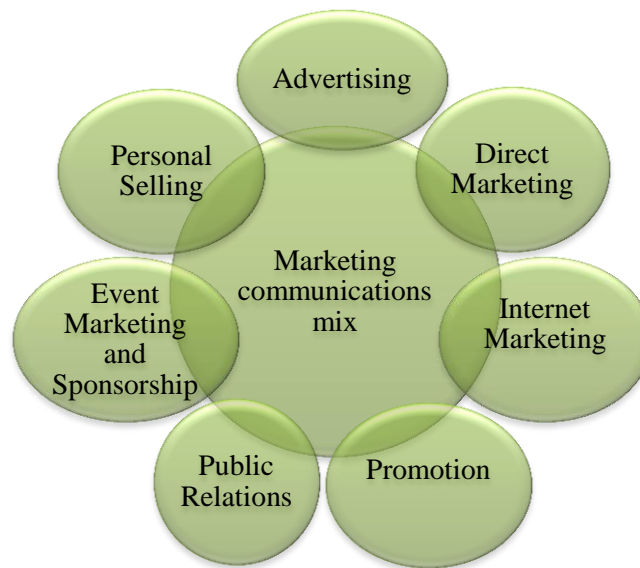 Advertising
Direct
Marketing
Internet
Marketing
Promotion
Public
Relations
Event
Marketing
and
Sponsorship
Personal
Selling
Marketing
communications
mix